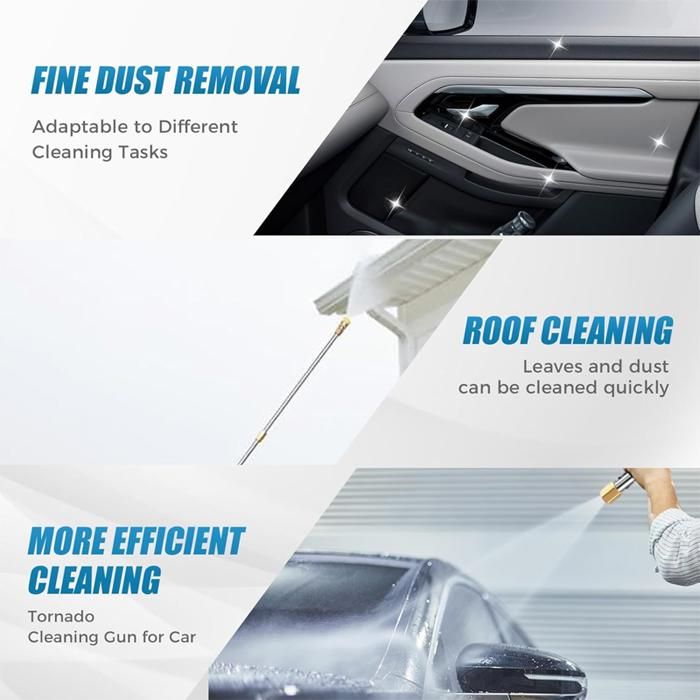 FINE DUST REMOVAL
Adaptable to Different
Cleaning Tasks
ROOF CLEANING
Leaves and dust
can be cleaned quickly
MORE EFFICIENT
CLEANING
Tornado
Cleaning Gun for Car